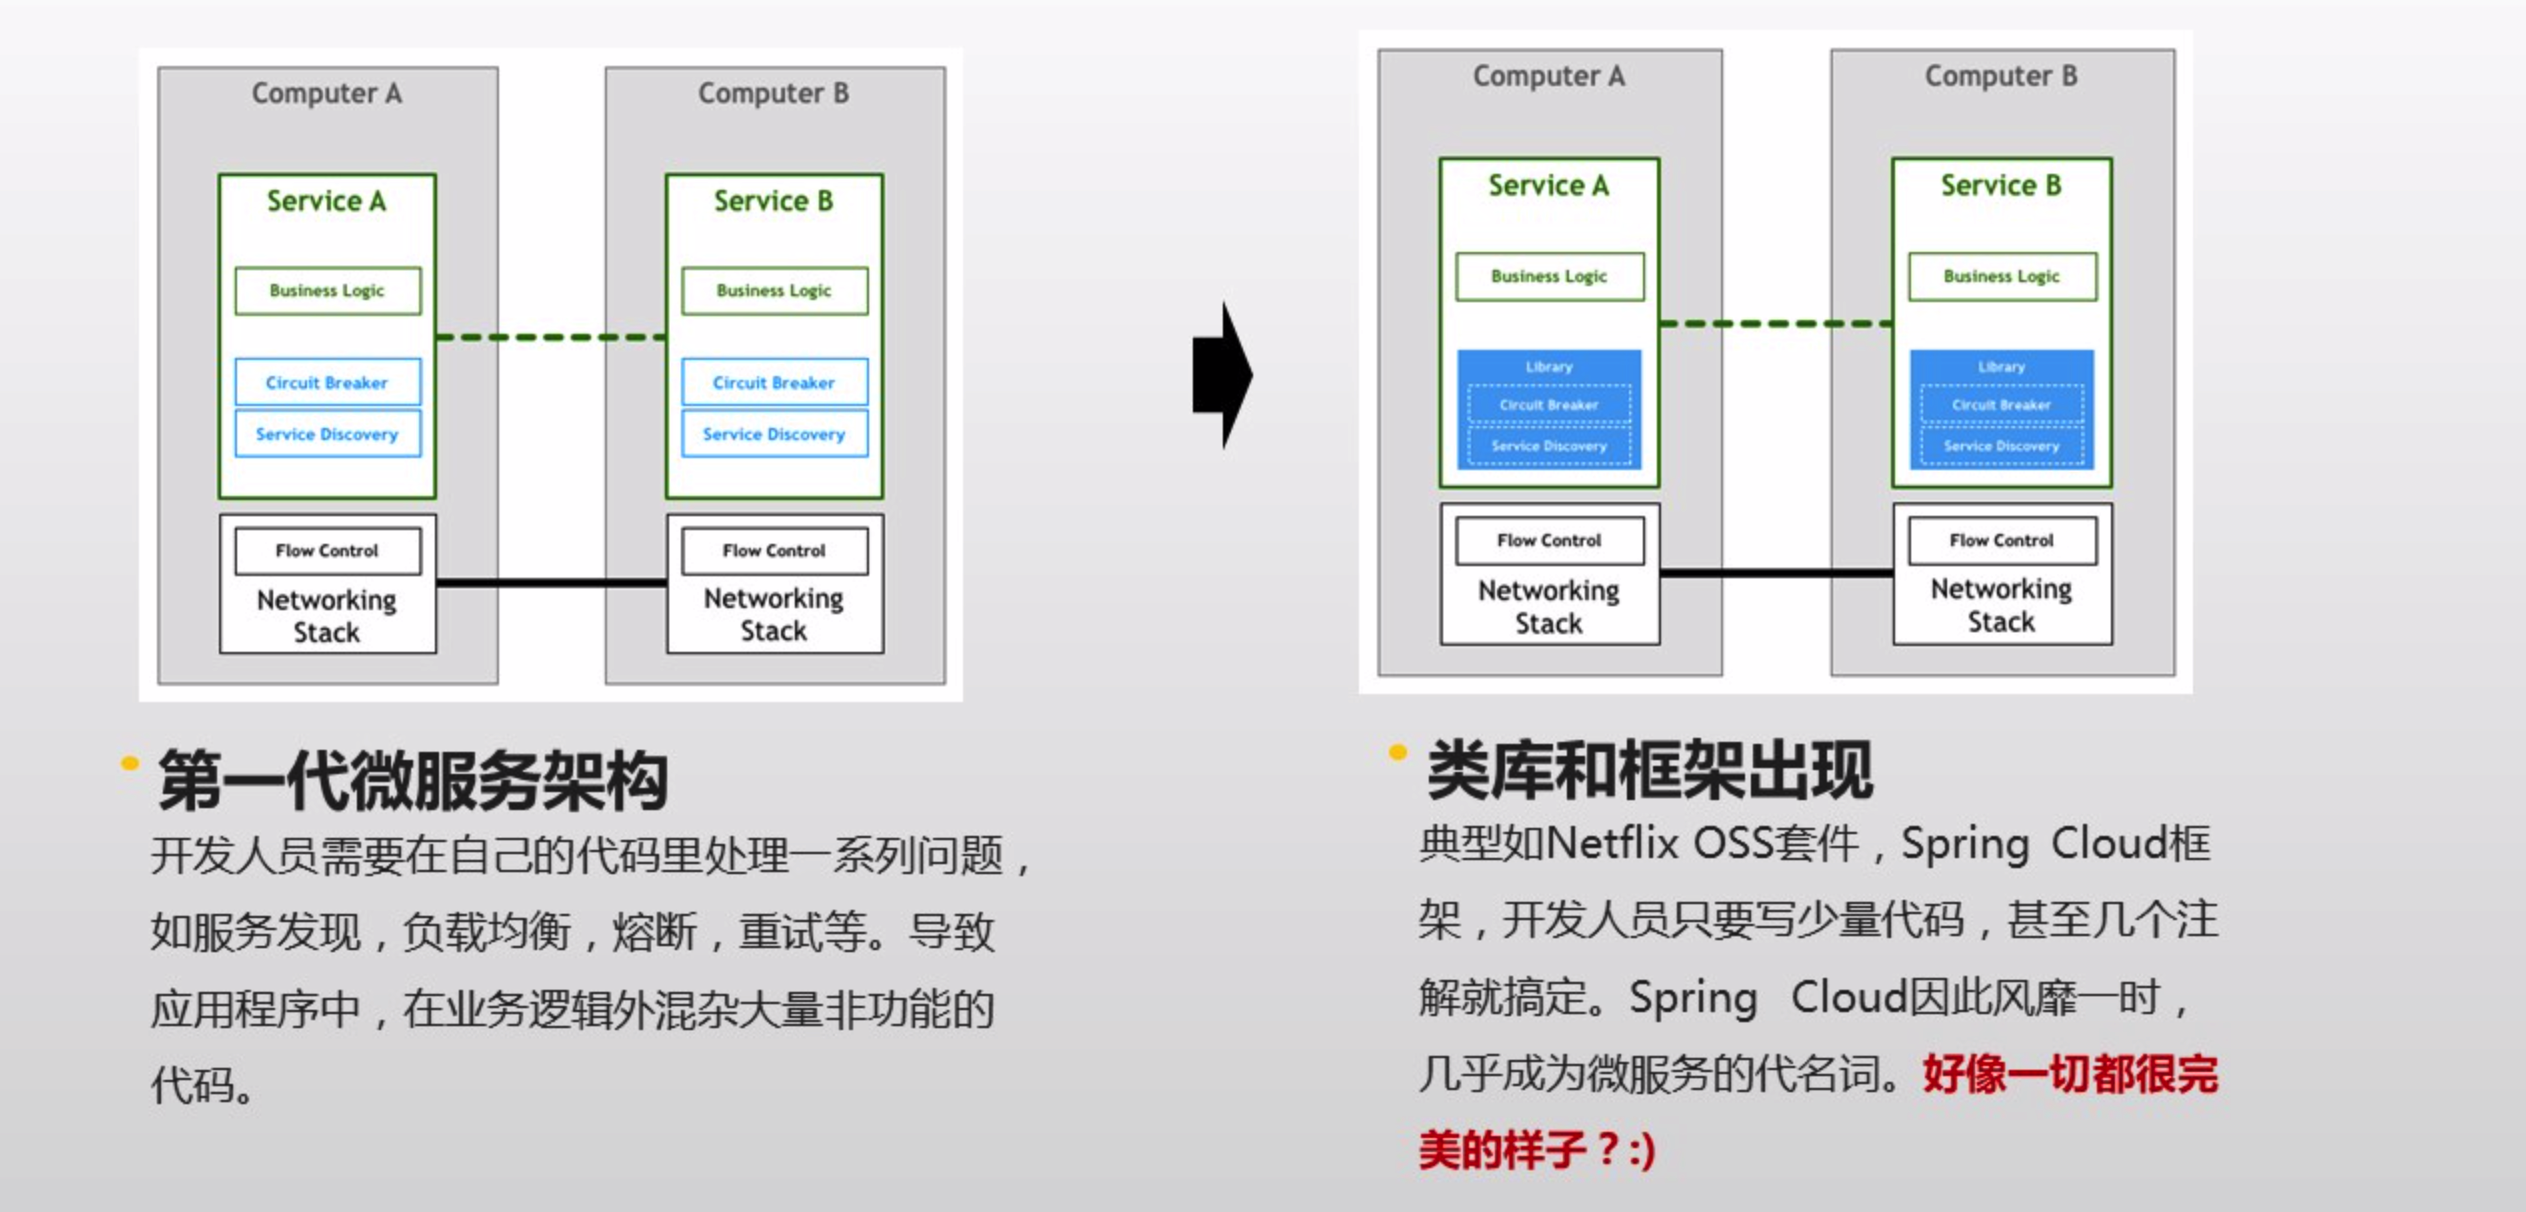 Computer A
Computer B
Service A
Service B
Business Logic
Business Logic
Circuit Breaker
Circuit Breaker
Service Discovery
Service Discovery
Flow Control
Flow Control
Networking
Stack
Networking
Stack
第一代微服务架构
开发人员需要在自己的代码里处理一系列问题，
如服务发现，负载均衡，熔断，重试等。导致
应用程序中，在业务逻辑外混杂大量非功能的
代码。
Computer A
Computer B
Service A
Service B
Business Logic
Business Logic
Library
Library
Circuit Breaker
Circuit Breaker
Service Discovery
Service Discovery
Flow Control
Flow Control
Networking
Stack
Networking
Stack
类库和框架出现
典型如Netflix OSS套件，Spring Cloud框
架，开发人员只要写少量代码，甚至几个注
解就搞定。Spring Cloud因此风靡一时，
几乎成为微服务的代名词。好像一切都很完
美的样子？:)